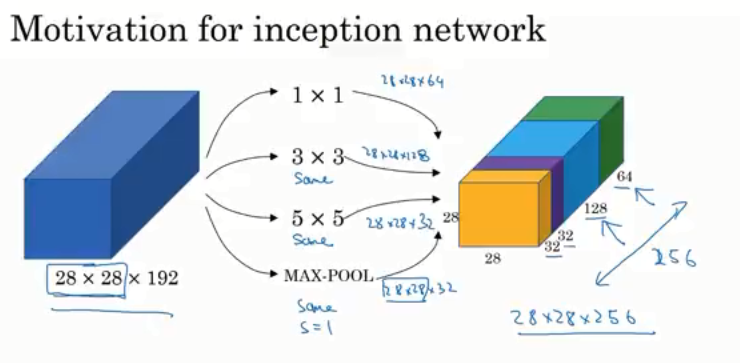 Motivation for inception network
28 × 28 × 192
1 × 1
28×28×64
3 × 3
same
28×28×128
5 × 5
same
28×28×32
MAX-POOL
same
s=1
28×28×32
28
28
32
32
128
64
256
28×28×256